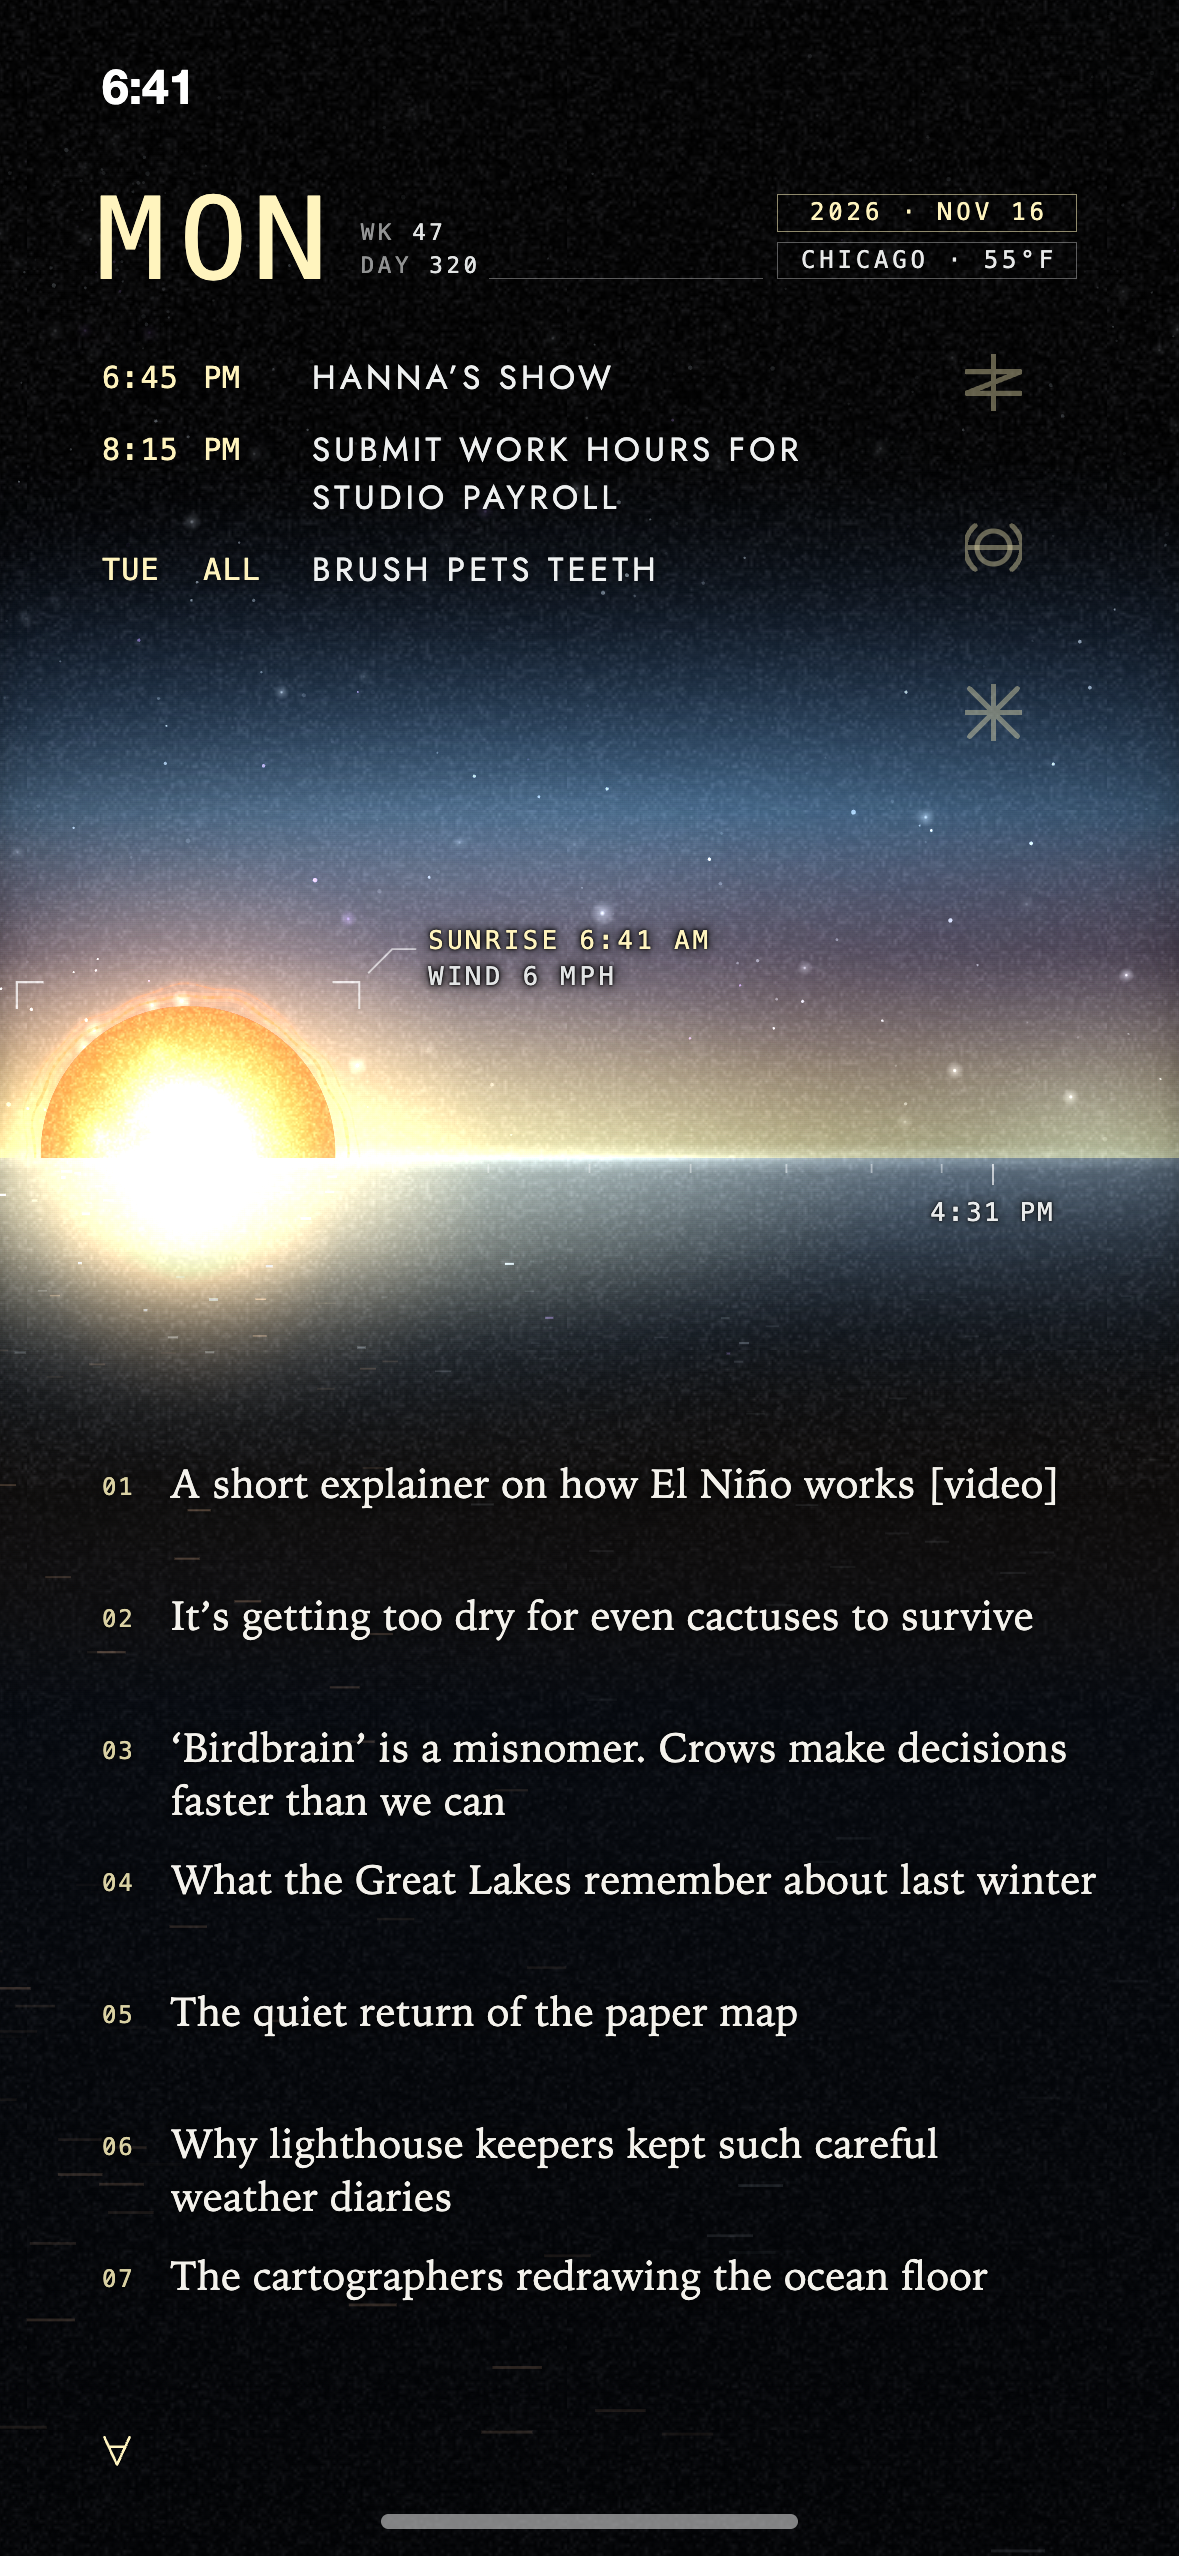 6:41
MON
WK 47
DAY 320
2026 · NOV 16
CHICAGO · 55°F
6:45 PM HANNA’S SHOW
8:15 PM SUBMIT WORK HOURS FOR
STUDIO PAYROLL
TUE ALL BRUSH PETS TEETH
SUNRISE 6:41 AM
WIND 6 MPH
4:31 PM
01 A short explainer on how El Niño works [video]
02 It’s getting too dry for even cactuses to survive
03 ‘Birdbrain’ is a misnomer. Crows make decisions
faster than we can
04 What the Great Lakes remember about last winter
05 The quiet return of the paper map
06 Why lighthouse keepers kept such careful
weather diaries
07 The cartographers redrawing the ocean floor